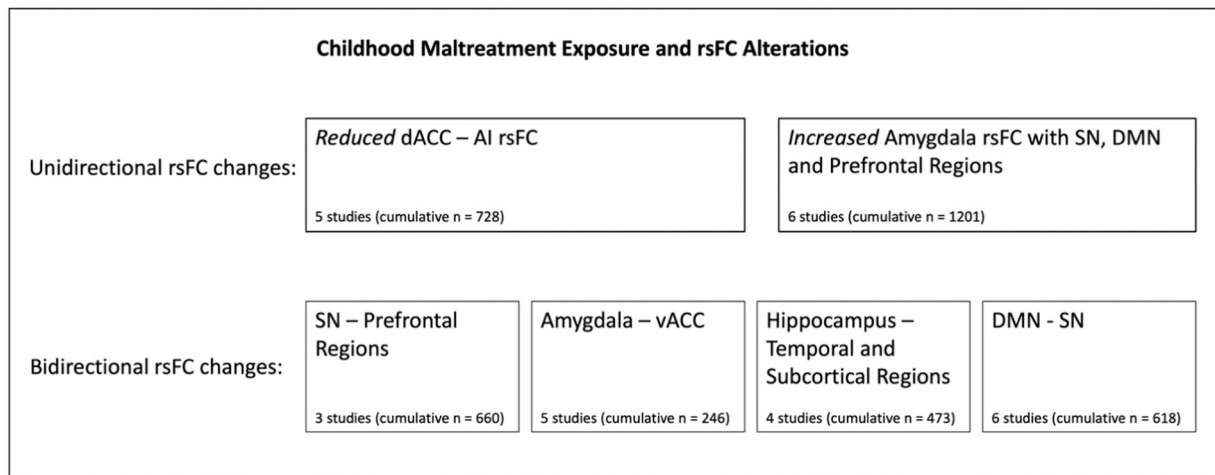 Childhood Maltreatment Exposure and rsFC Alterations
Unidirectional rsFC changes:
Reduced dACC – AI rsFC
5 studies (cumulative n = 728)
Increased Amygdala rsFC with SN, DMN
and Prefrontal Regions
6 studies (cumulative n = 1201)
Bidirectional rsFC changes:
SN – Prefrontal
Regions
3 studies (cumulative n = 660)
Amygdala – vACC
5 studies (cumulative n = 246)
Hippocampus –
Temporal and
Subcortical Regions
4 studies (cumulative n = 473)
DMN - SN
6 studies (cumulative n = 618)